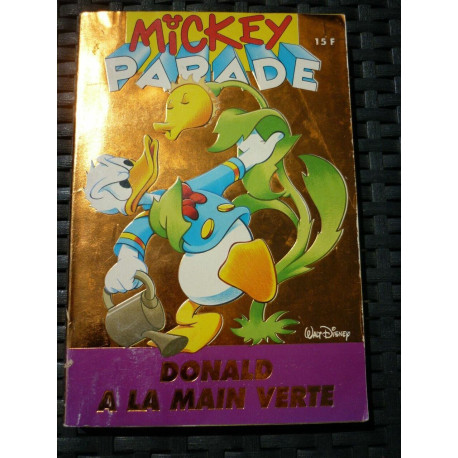 MiCKEY
PARADE
15 F
WALT DISNEY
DONALD
A LA MAIN VERTE